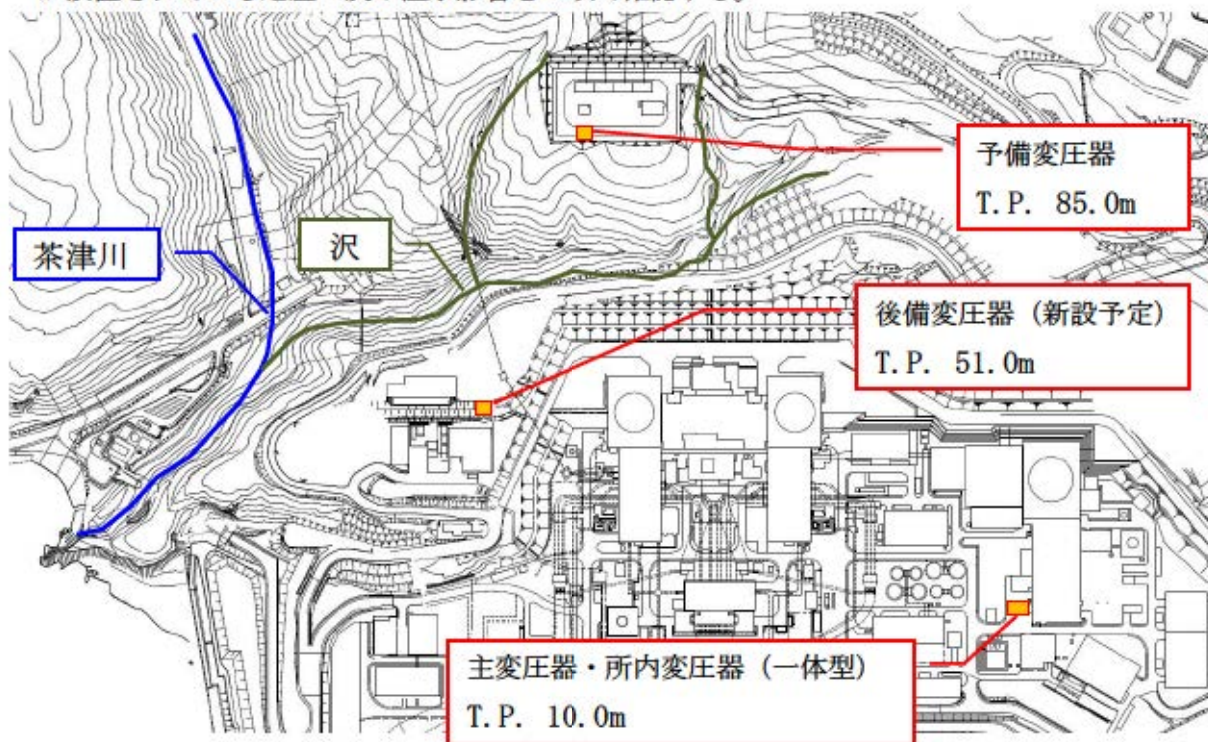 予備変圧器
T.P. 85.0m
沢
茶津川
後備変圧器（新設予定）
T.P. 51.0m
主変圧器・所内変圧器（一体型）
T.P. 10.0m